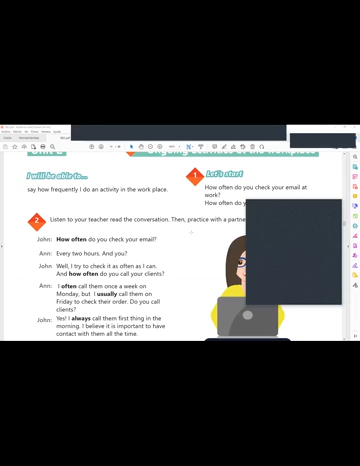 I will be able to...
say how frequently I do an activity in the work place.
1 Let's start
How often do you check your email at
work?
How often do
2 Listen to your teacher read the conversation. Then, practice with a partne
John: How often do you check your email?
Ann: Every two hours. And you?
John: Well, I try to check it as often as I can.
And how often do you call your clients?
Ann: I often call them once a week on
Monday, but I usually call them on
Friday to check their order. Do you call
clients?
John: Yes! I always call them first thing in the
morning. I believe it is important to have
contact with them all the time.